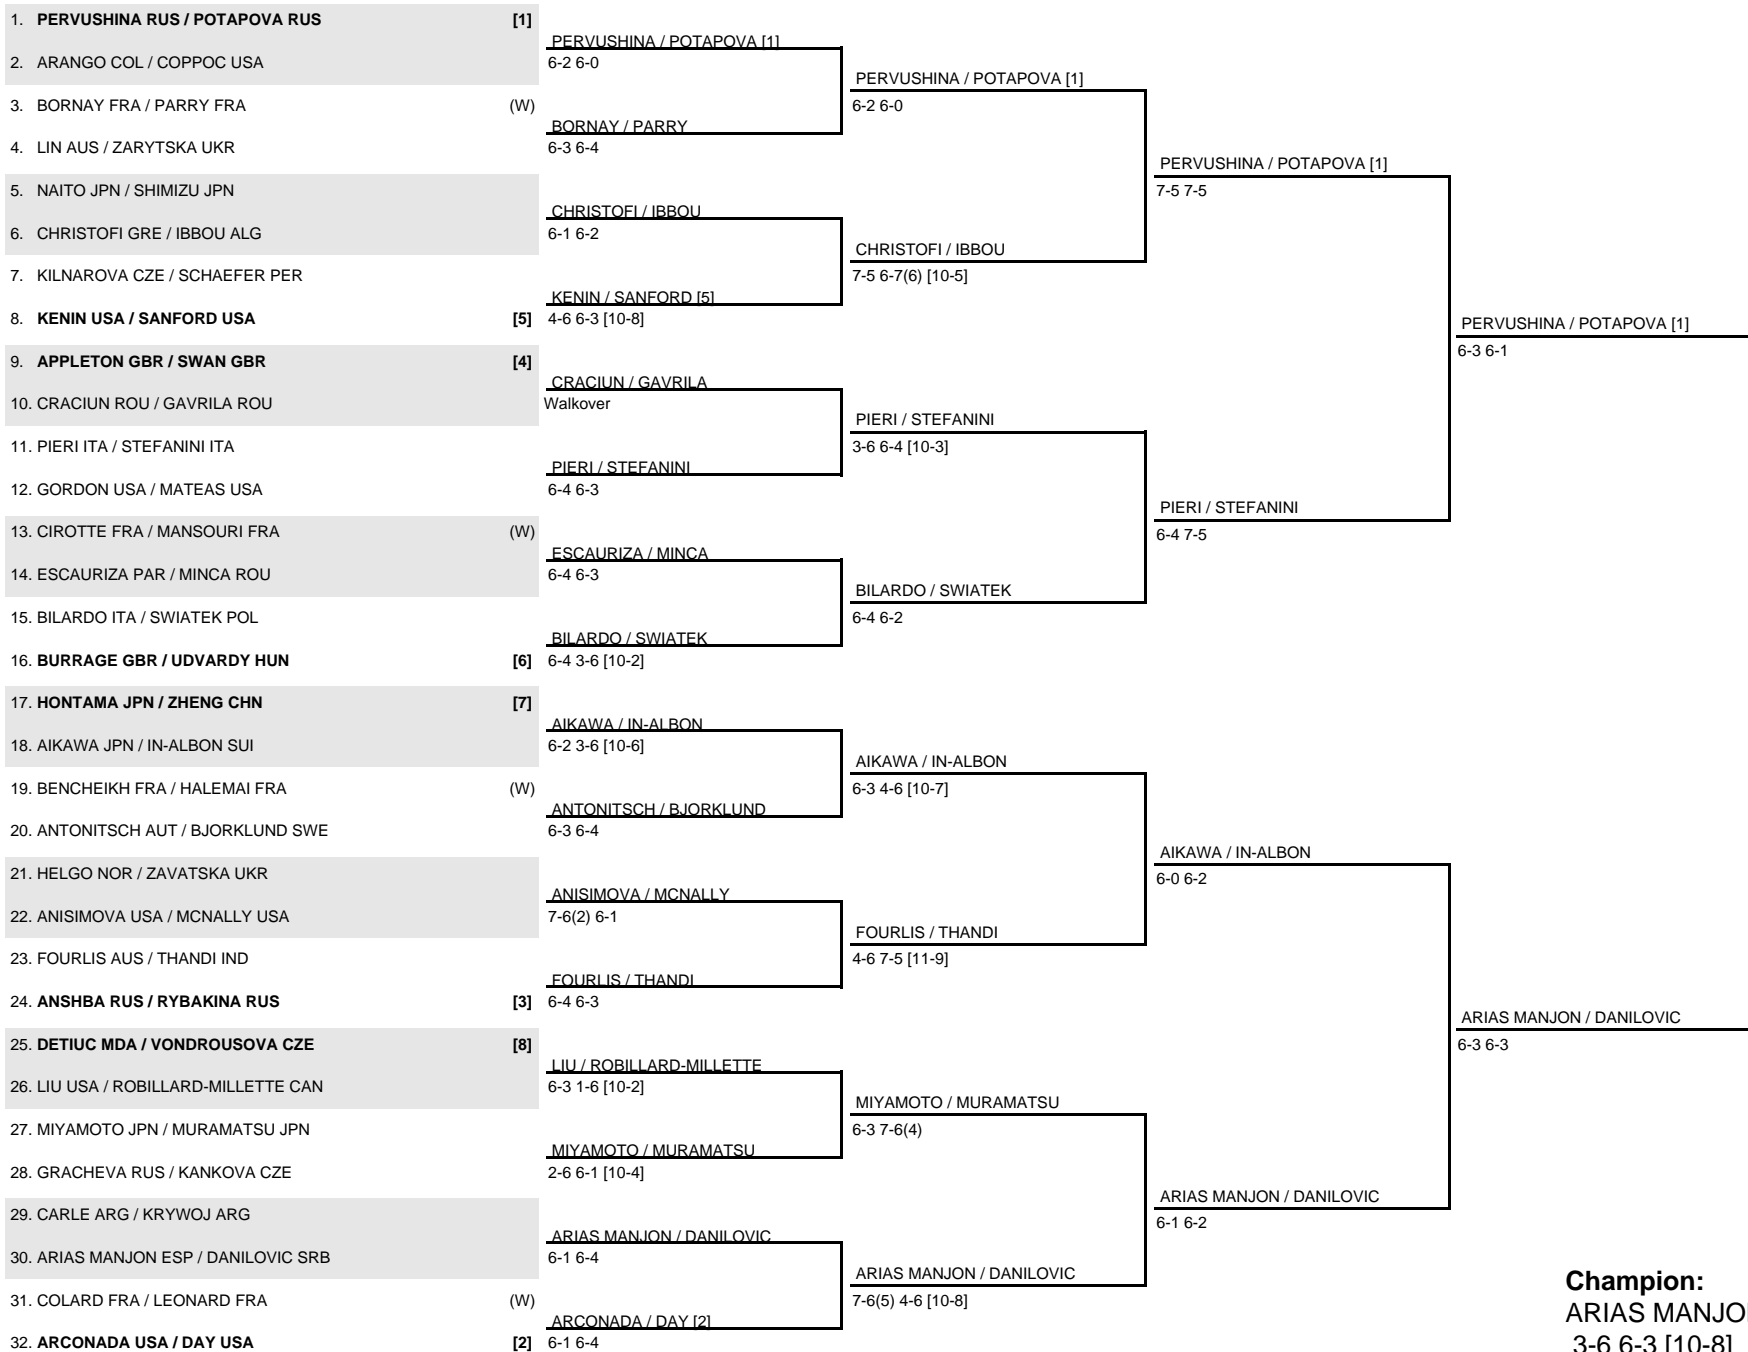 1. PERVUSHINA RUS / POTAPOVA RUS [1]
2. ARANGO COL / COPPOC USA
3. BORNAY FRA / PARRY FRA (W)
4. LIN AUS / ZARYTSKA UKR
5. NAITO JPN / SHIMIZU JPN
6. CHRISTOFI GRE / IBBOU ALG
7. KILNAROVA CZE / SCHAEFER PER
8. KENIN USA / SANFORD USA [5]
9. APPLETON GBR / SWAN GBR [4]
10. CRACIUN ROU / GAVRILA ROU
11. PIERI ITA / STEFANINI ITA
12. GORDON USA / MATEAS USA
13. CIROTTE FRA / MANSOURI FRA (W)
14. ESCAURIZA PAR / MINCA ROU
15. BILARDO ITA / SWIATEK POL
16. BURRAGE GBR / UDVARDY HUN [6]
17. HONTAMA JPN / ZHENG CHN [7]
18. AIKAWA JPN / IN-ALBON SUI
19. BENCHEIKH FRA / HALEMAI FRA (W)
20. ANTONITSCH AUT / BJORKLUND SWE
21. HELGO NOR / ZAVATSKA UKR
22. ANISIMOVA USA / MCNALLY USA
23. FOURLIS AUS / THANDI IND
24. ANSHBA RUS / RYBAKINA RUS [3]
25. DETIUC MDA / VONDROUSOVA CZE [8]
26. LIU USA / ROBILLARD-MILLETTE CAN
27. MIYAMOTO JPN / MURAMATSU JPN
28. GRACHEVA RUS / KANKOVA CZE
29. CARLE ARG / KRYWOJ ARG
30. ARIAS MANJON ESP / DANILOVIC SRB
31. COLARD FRA / LEONARD FRA (W)
32. ARCONADA USA / DAY USA [2]
PERVUSHINA / POTAPOVA [1]
6-2 6-0
BORNAY / PARRY
6-3 6-4
CHRISTOFI / IBBOU
6-1 6-2
KENIN / SANFORD [5]
4-6 6-3 [10-8]
CRACIUN / GAVRILA
Walkover
PIERI / STEFANINI
6-4 6-3
ESCAURIZA / MINCA
6-4 6-3
BILARDO / SWIATEK
6-4 3-6 [10-2]
AIKAWA / IN-ALBON
6-2 3-6 [10-6]
ANTONITSCH / BJORKLUND
6-3 6-4
ANISIMOVA / MCNALLY
7-6(2) 6-1
FOURLIS / THANDI
6-4 6-3
LIU / ROBILLARD-MILLETTE
6-3 1-6 [10-2]
MIYAMOTO / MURAMATSU
2-6 6-1 [10-4]
ARIAS MANJON / DANILOVIC
6-1 6-4
ARCONADA / DAY [2]
6-1 6-4
PERVUSHINA / POTAPOVA [1]
6-2 6-0
CHRISTOFI / IBBOU
7-5 6-7(6) [10-5]
PIERI / STEFANINI
3-6 6-4 [10-3]
BILARDO / SWIATEK
6-4 6-2
AIKAWA / IN-ALBON
6-3 4-6 [10-7]
FOURLIS / THANDI
4-6 7-5 [11-9]
MIYAMOTO / MURAMATSU
6-3 7-6(4)
ARIAS MANJON / DANILOVIC
7-6(5) 4-6 [10-8]
PERVUSHINA / POTAPOVA [1]
7-5 7-5
PIERI / STEFANINI
6-4 7-5
AIKAWA / IN-ALBON
6-0 6-2
ARIAS MANJON / DANILOVIC
6-1 6-2
PERVUSHINA / POTAPOVA [1]
6-3 6-1
ARIAS MANJON / DANILOVIC
6-3 6-3
Champion:
ARIAS
3-6 6-3 [10-8]